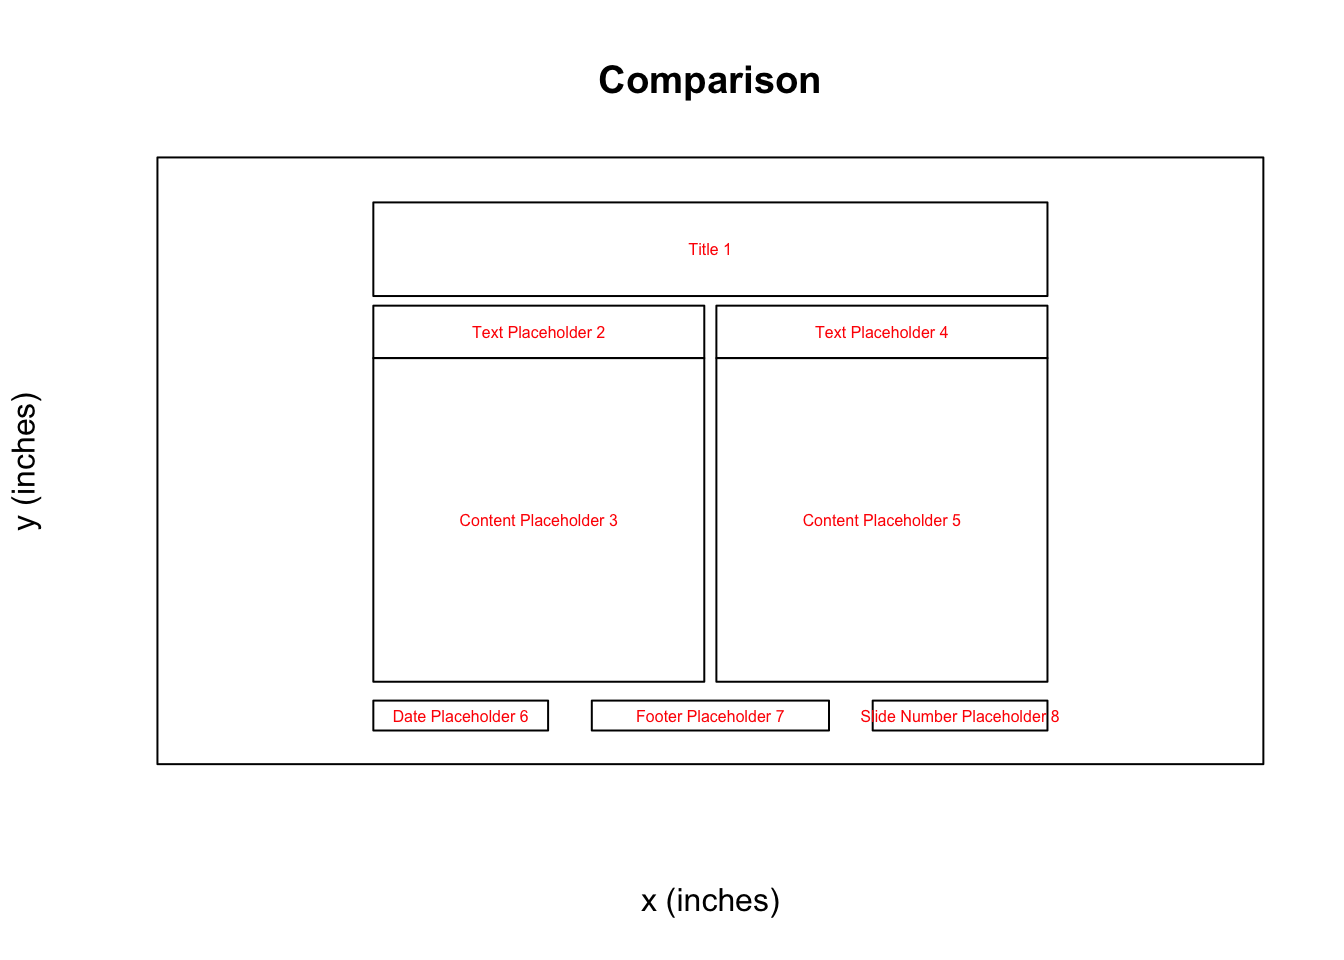 Comparison
Title 1
Text Placeholder 2
Text Placeholder 4
Content Placeholder 3
Content Placeholder 5
Date Placeholder 6
Footer Placeholder 7
Slide Number Placeholder 8
y (inches)
x (inches)